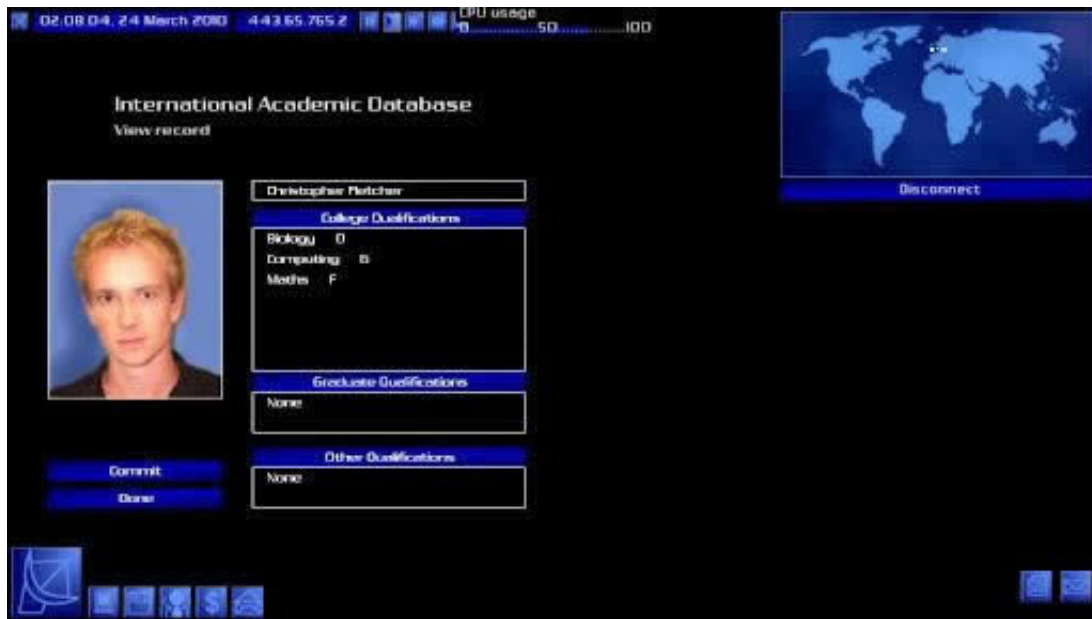 02.08.04, 24 March 2010 443.65.765.2 CPU usage
0 50 100
International Academic Database
View record
Disconnect
Christopher Fletcher
College Qualifications
Biology D
Computing B
Maths F
Graduate Qualifications
None
Other Qualifications
None
Commit
Done